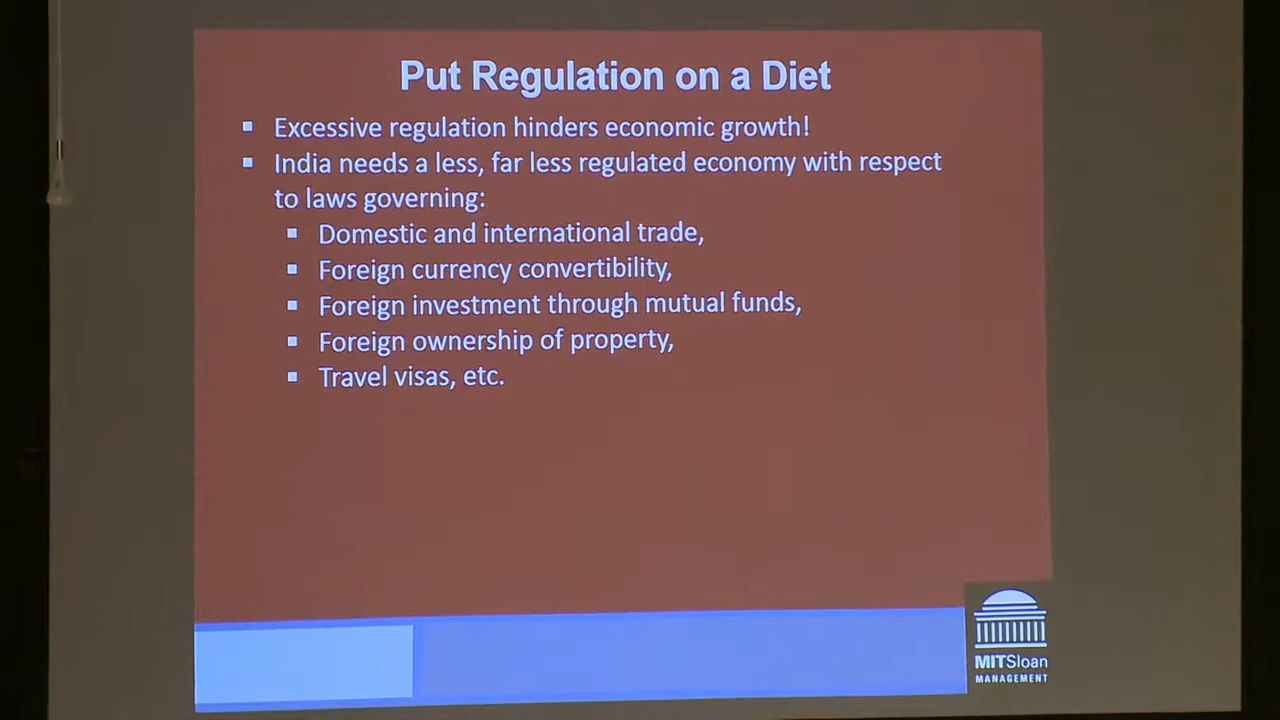 Put Regulation on a Diet
▪ Excessive regulation hinders economic growth!
▪ India needs a less, far less regulated economy with respect
to laws governing:
▪ Domestic and international trade,
▪ Foreign currency convertibility,
▪ Foreign investment through mutual funds,
▪ Foreign ownership of property,
▪ Travel visas, etc.
MITSloan
MANAGEMENT